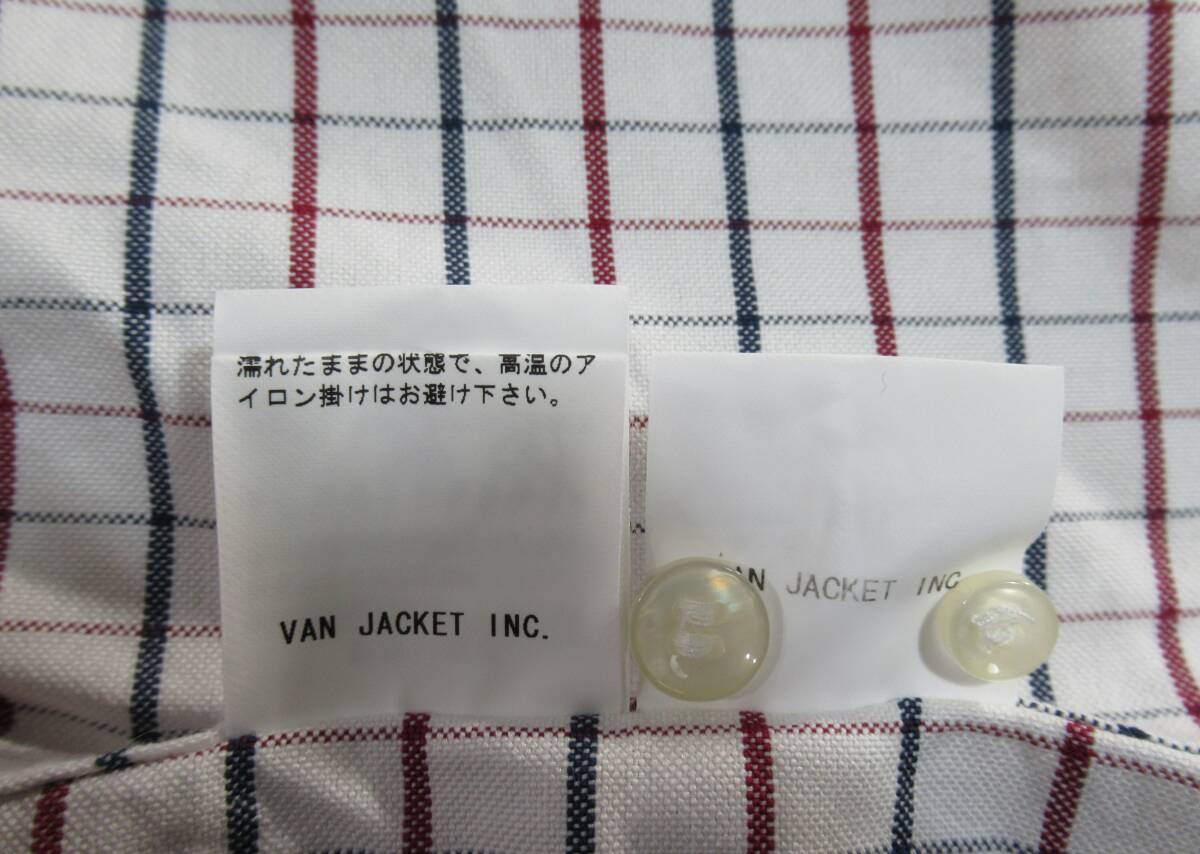 濡れたままの状態で、高温のア
イロン掛けはお避け下さい。
VAN JACKET INC.
VAN JACKET INC